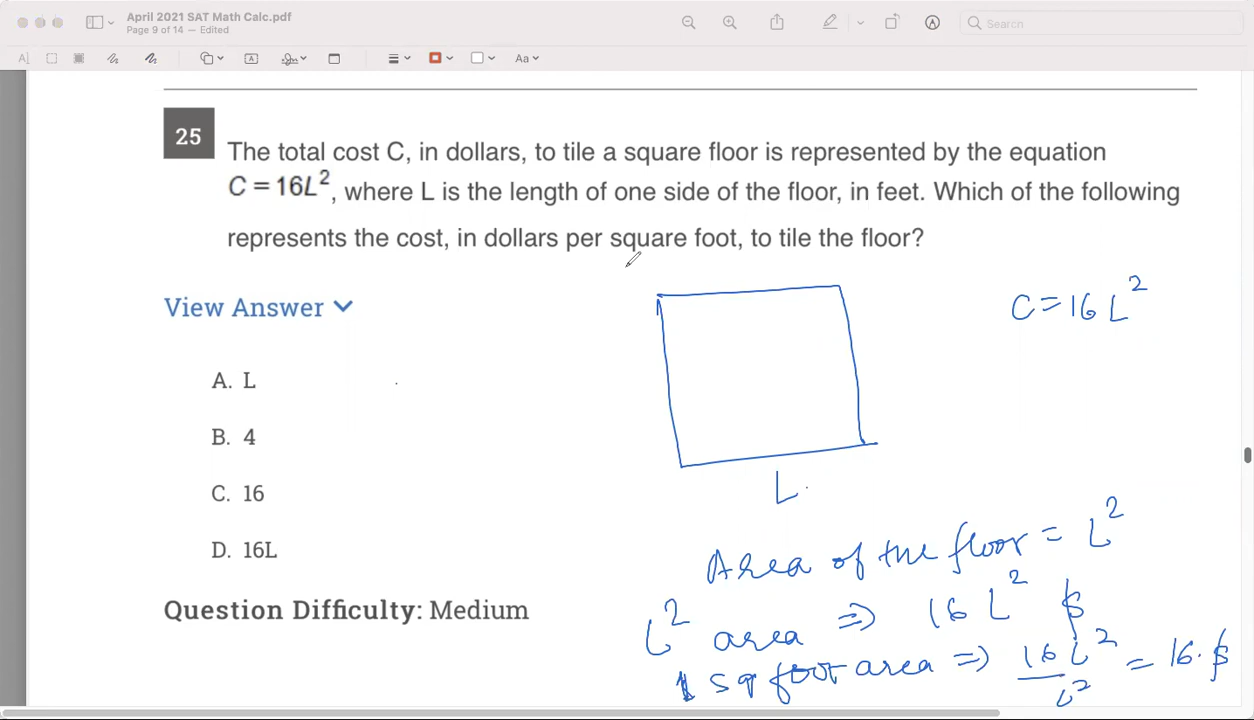 April 2021 SAT Math Calc.pdf
Page 9 of 14 — Edited
Search
A
Aa
25
The total cost C, in dollars, to tile a square floor is represented by the equation
C = 16L², where L is the length of one side of the floor, in feet. Which of the following
represents the cost, in dollars per square foot, to tile the floor?
View Answer
C = 16 L²
A. L
B. 4
C. 16
D. 16L
L
Area of the floor = L²
L² area ⇒ 16 L² $
1 sq foot area ⇒ 16 L² / L² = 16. $
Question Difficulty: Medium